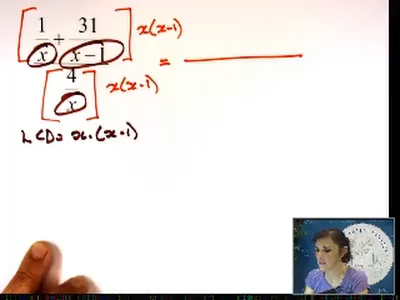 [1/x + 31/(x-1)] x(x-1)
=
[4/x] x(x-1)
LCD= x·(x-1)